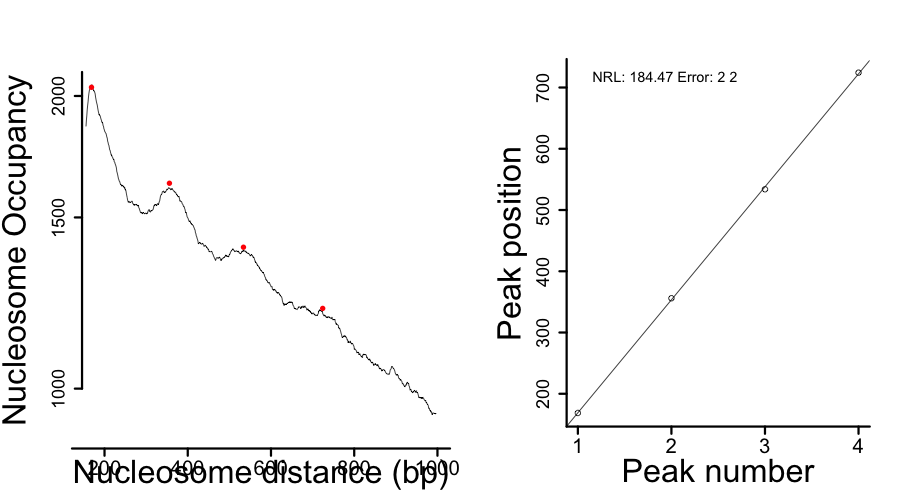 Nucleosome Occupancy
2000
1500
1000
200 400 600 800 1000
Nucleosome distance (bp)
NRL: 184.47 Error: 2 2
Peak position
700
600
500
400
300
200
1 2 3 4
Peak number